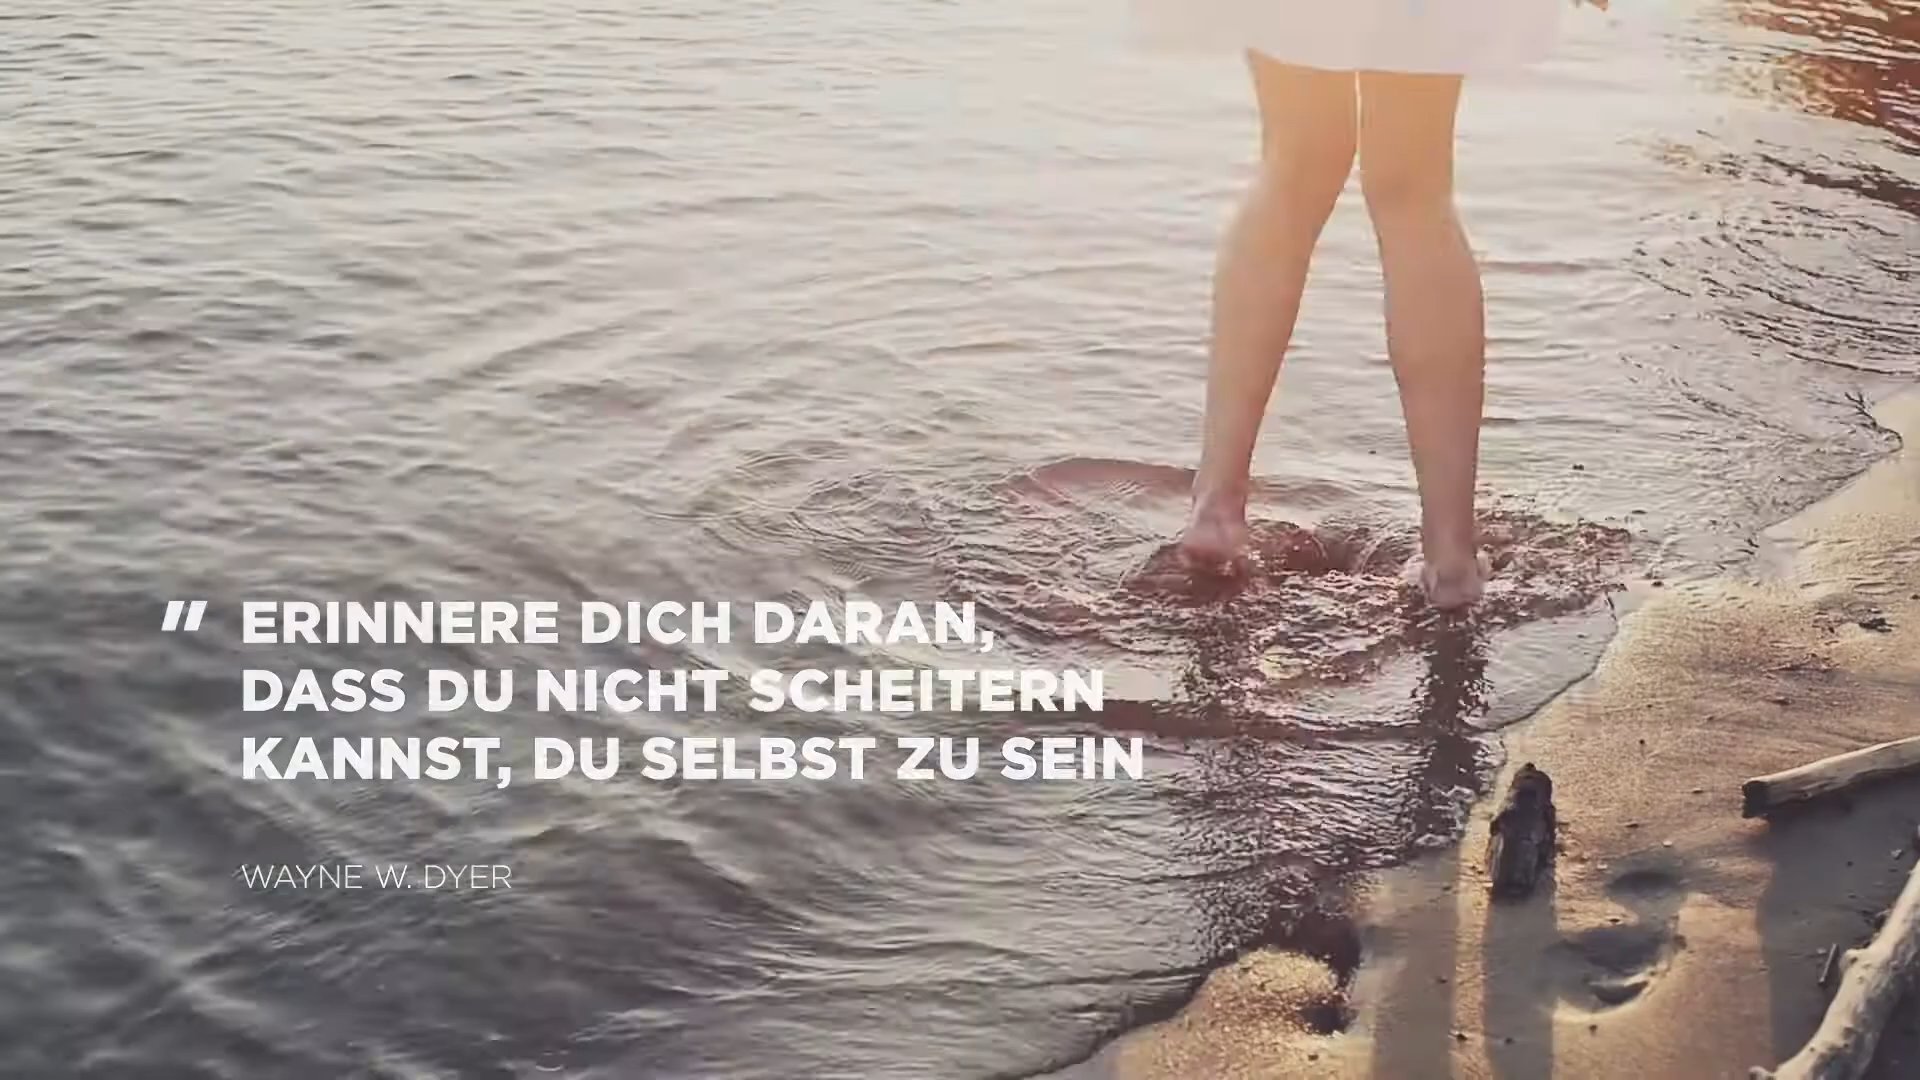 " ERINNERE DICH DARAN,
DASS DU NICHT SCHEITERN
KANNST, DU SELBST ZU SEIN
WAYNE W. DYER